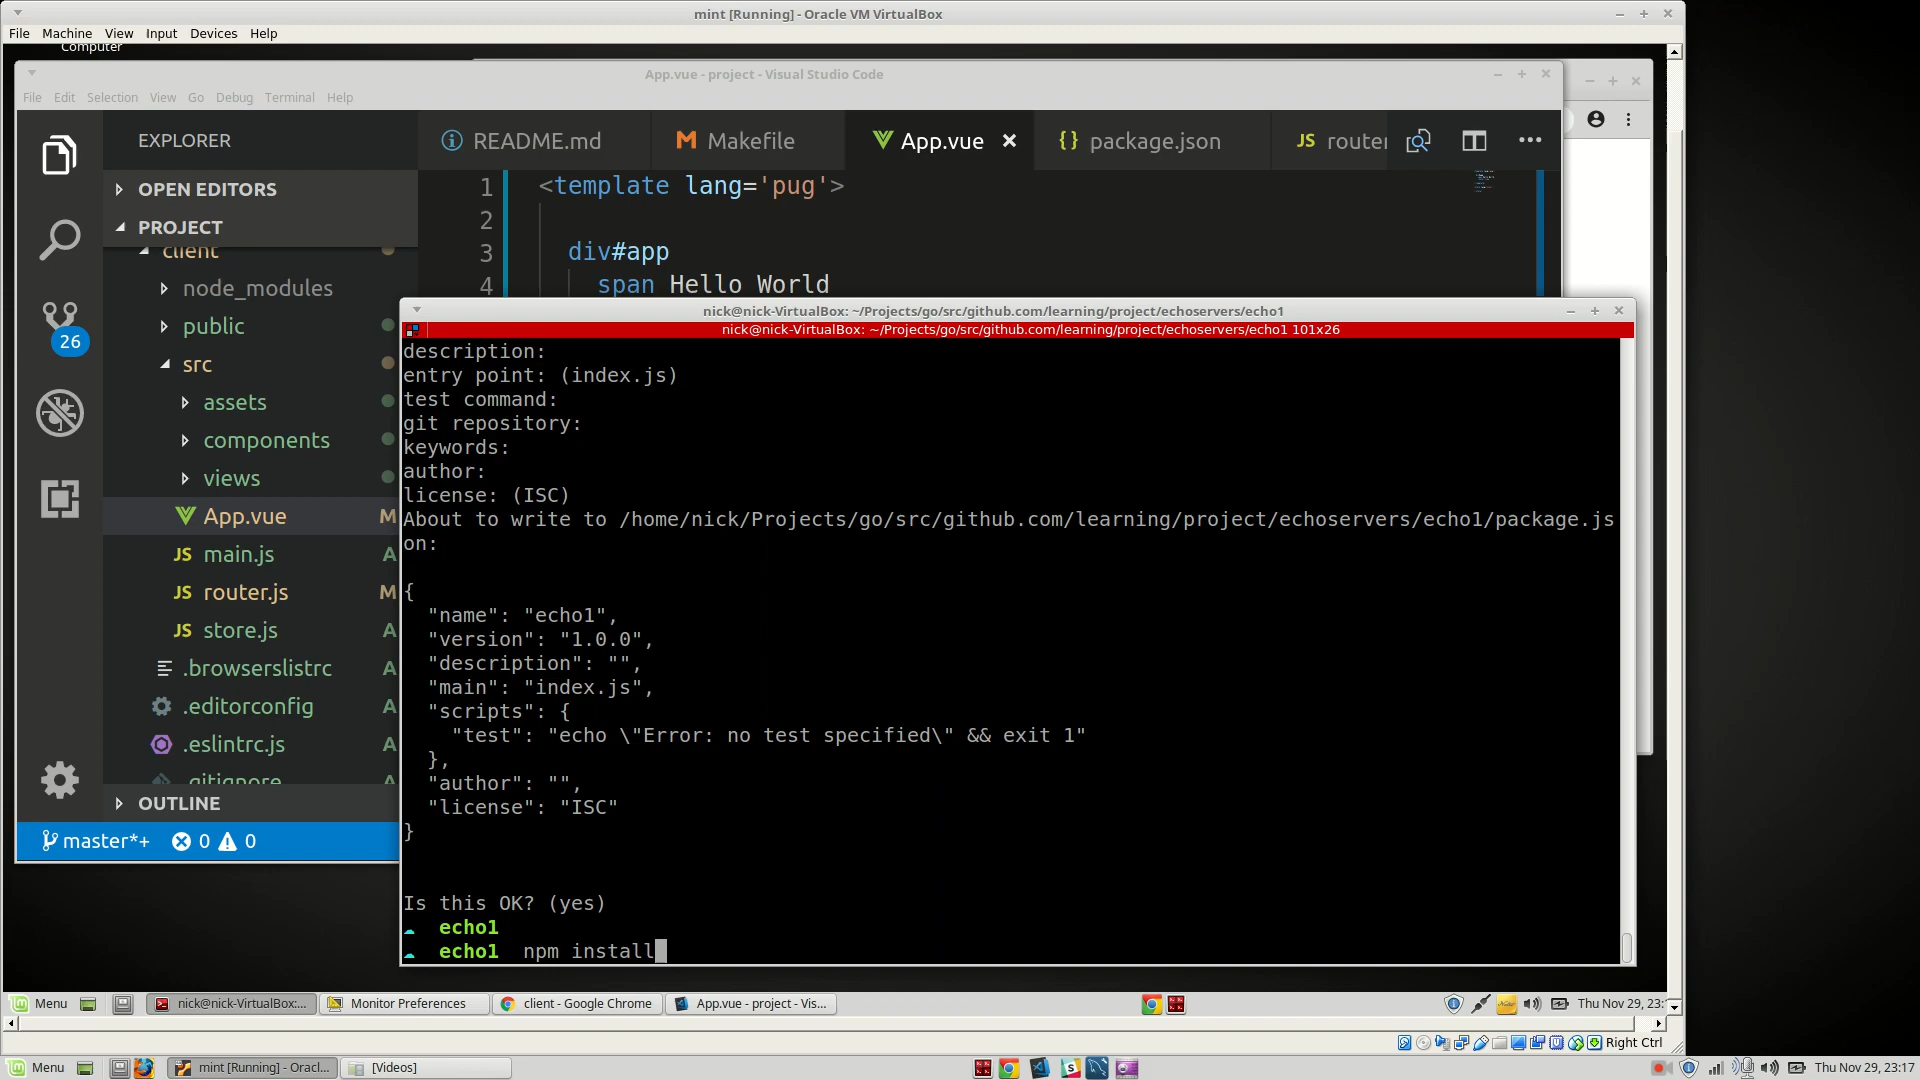 mint [Running] - Oracle VM VirtualBox
File Machine View Input Devices Help
Computer
App.vue - project - Visual Studio Code
File Edit Selection View Go Debug Terminal Help
EXPLORER
README.md
Makefile
App.vue
{} package.json
JS router
OPEN EDITORS
PROJECT
client
node_modules
public
src
assets
components
views
App.vue M
JS main.js A
JS router.js M
JS store.js A
.browserslistrc A
.editorconfig A
.eslintrc.js A
.gitignore A
OUTLINE
26
master*+ 0 0
1 <template lang='pug'>
2
3 div#app
4 span Hello World
nick@nick-VirtualBox: ~/Projects/go/src/github.com/learning/project/echoservers/echo1
nick@nick-VirtualBox: ~/Projects/go/src/github.com/learning/project/echoservers/echo1 101x26
description:
entry point: (index.js)
test command:
git repository:
keywords:
author:
license: (ISC)
About to write to /home/nick/Projects/go/src/github.com/learning/project/echoservers/echo1/package.js
on:
{
"name": "echo1",
"version": "1.0.0",
"description": "",
"main": "index.js",
"scripts": {
"test": "echo \"Error: no test specified\" && exit 1"
},
"author": "",
"license": "ISC"
}
Is this OK? (yes)
echo1
echo1 npm install
Menu
nick@nick-VirtualBox:...
Monitor Preferences
client - Google Chrome
App.vue - project - Vis...
Thu Nov 29, 23:
Right Ctrl
Menu
mint [Running] - Oracl...
[Videos]
Thu Nov 29, 23:17